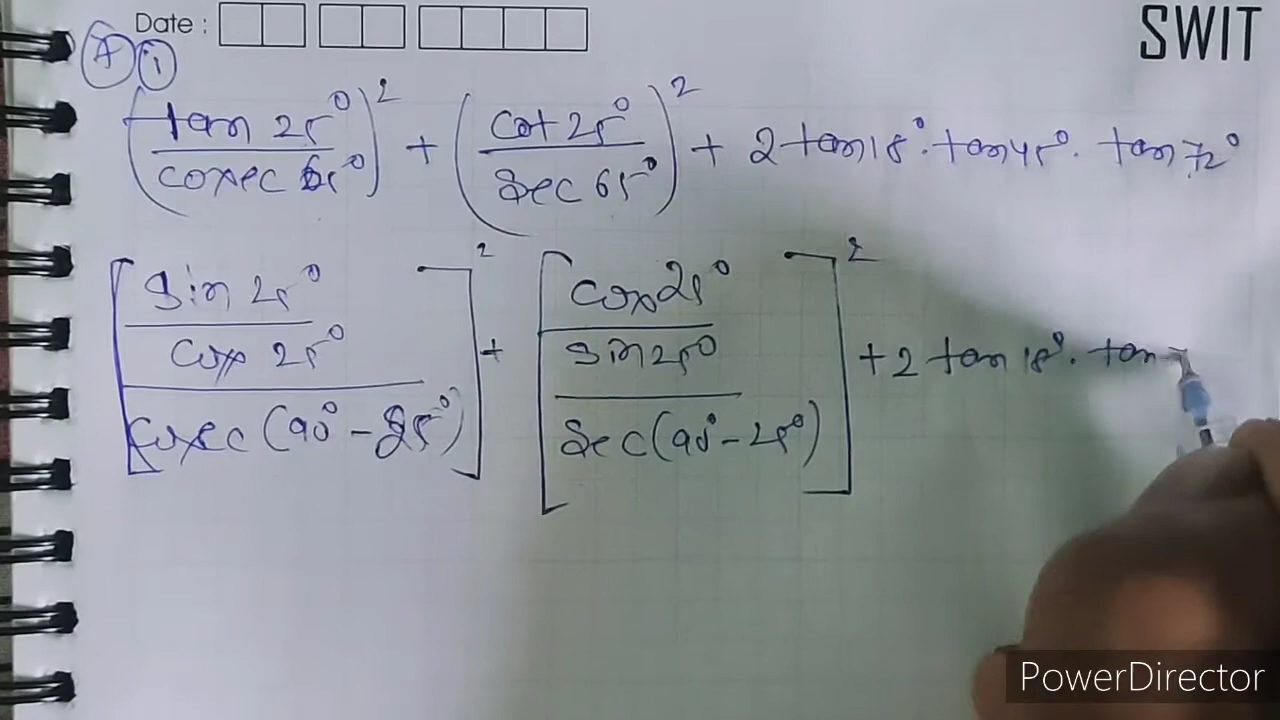 Date : SWIT
A 1
(tan 25° / cosec 65°)² + (cot 25° / sec 65°)² + 2 tan 18° . tan 45° . tan 72°
[sin 25° / cos 25° / cosec (90° - 25°)]² + [cos 25° / sin 25° / sec (90° - 25°)]² + 2 tan 18° . tan 7
PowerDirector